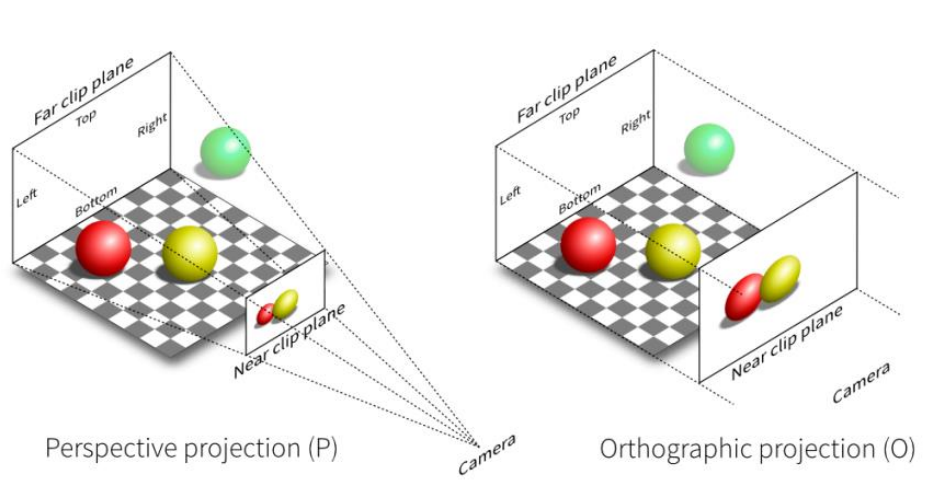 Far clip plane
Top
Right
Left
Bottom
Near clip plane
Camera
Perspective projection (P)
Far clip plane
Top
Right
Left
Bottom
Near clip plane
Camera
Orthographic projection (O)